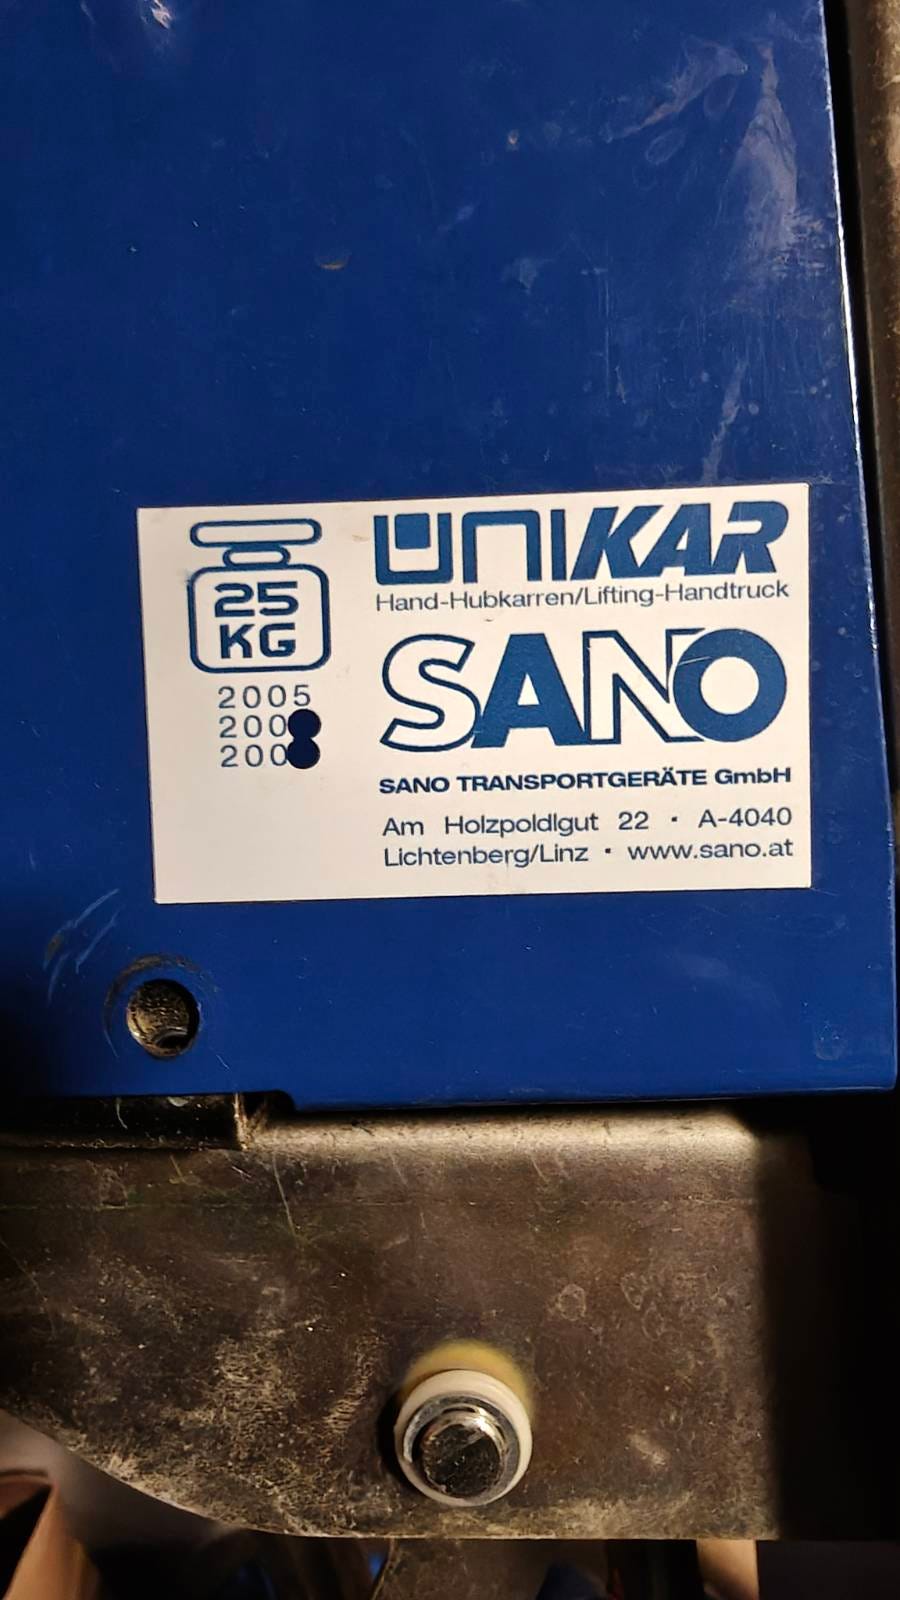 25
KG
2005
200
200
UNIKAR
Hand-Hubkarren/Lifting-Handtruck
SANO
SANO TRANSPORTGERÄTE GmbH
Am Holzpoldlgut 22 · A-4040
Lichtenberg/Linz · www.sano.at